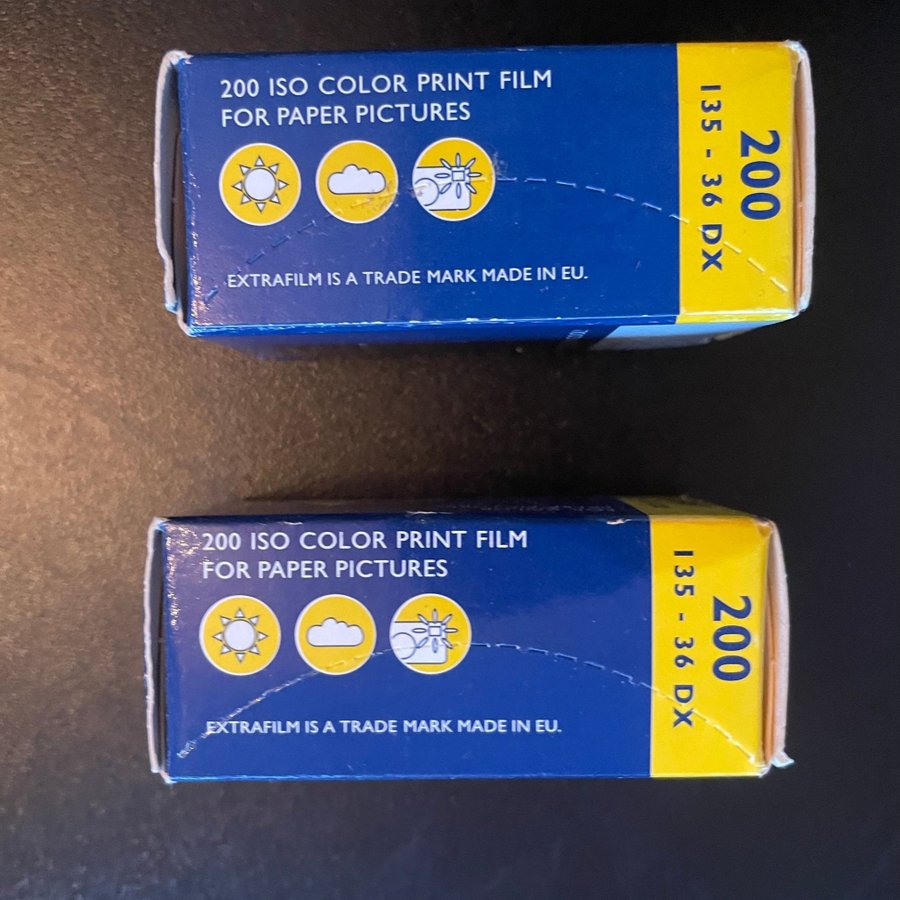 200 ISO COLOR PRINT FILM
FOR PAPER PICTURES
EXTRAFILM IS A TRADE MARK MADE IN EU.
200
135 - 36 DX
200 ISO COLOR PRINT FILM
FOR PAPER PICTURES
EXTRAFILM IS A TRADE MARK MADE IN EU.
200
135 - 36 DX